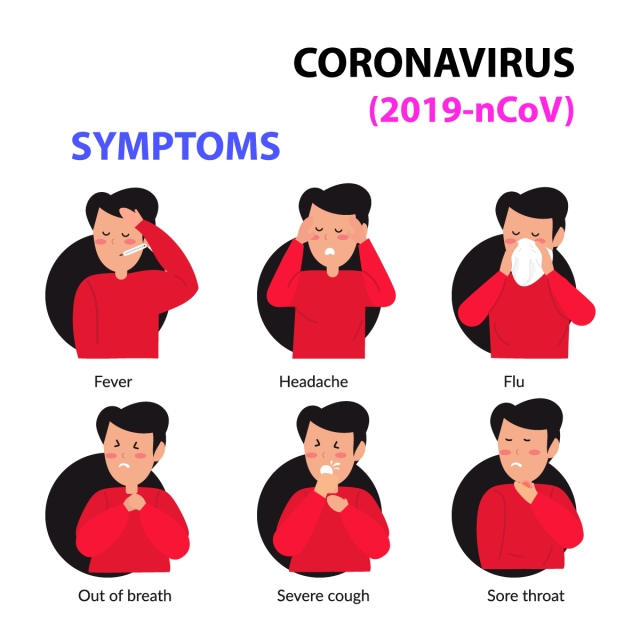 CORONAVIRUS
(2019-nCoV)
SYMPTOMS
Fever
Headache
Flu
Out of breath
Severe cough
Sore throat